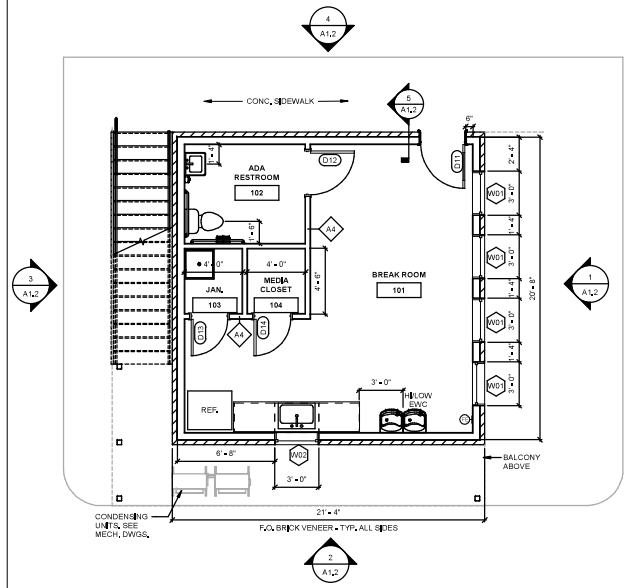 4
A1.2
CONC. SIDEWALK
5
A1.2
6"
1'- 4"
ADA
RESTROOM
102
D12
D11
2'- 4"
W01
3'- 0"
1'- 4"
A4
1'- 6"
W01
3'- 0"
3
A1.2
4'- 0"
4'- 0"
4'- 6"
BREAK ROOM
101
1'- 4"
20'- 8"
1
A1.2
JAN.
103
MEDIA
CLOSET
104
W01
3'- 0"
D13
A4
D14
1'- 4"
3'- 0"
W01
3'- 0"
REF.
HI/LOW
EWC
6'- 8"
W02
3'- 0"
BALCONY
ABOVE
CONDENSING
UNITS. SEE
MECH. DWGS.
21'- 4"
F.O. BRICK VENEER - TYP. ALL SIDES
2
A1.2